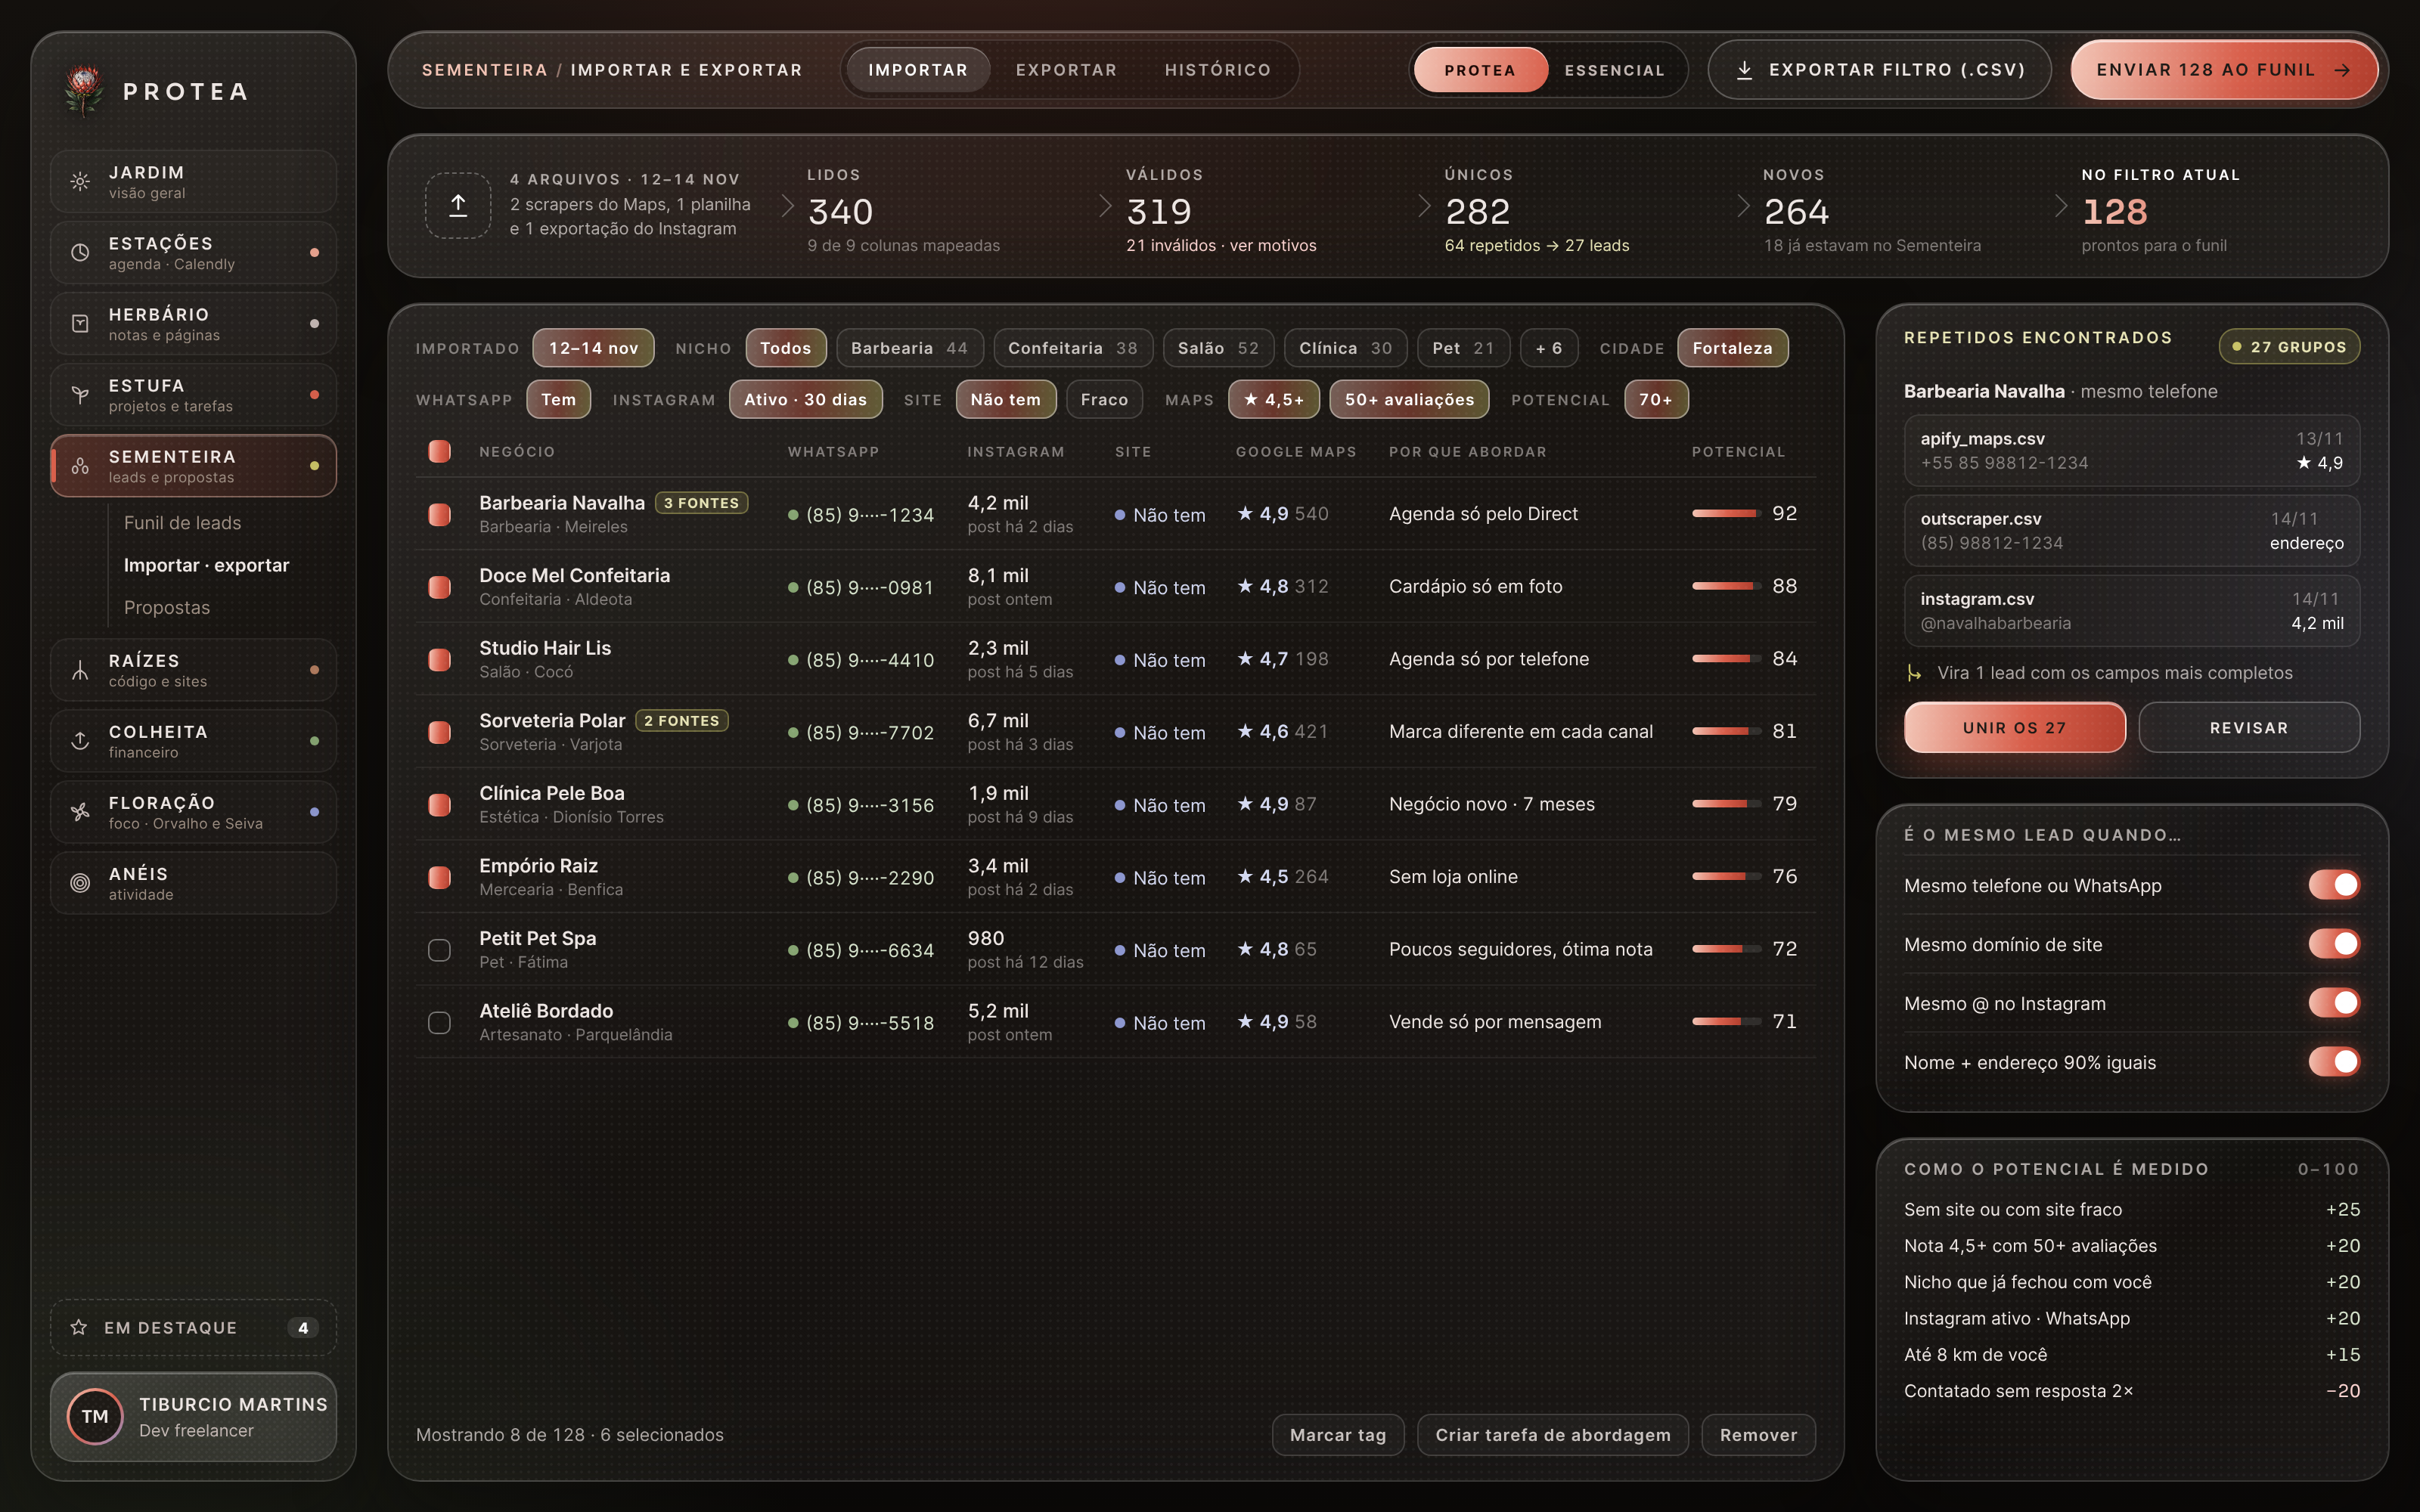 PROTEA
JARDIM
visão geral
ESTAÇÕES
agenda · Calendly
HERBÁRIO
notas e páginas
ESTUFA
projetos e tarefas
SEMENTEIRA
leads e propostas
Funil de leads
Importar · exportar
Propostas
RAÍZES
código e sites
COLHEITA
financeiro
FLORAÇÃO
foco · Orvalho e Seiva
ANÉIS
atividade
EM DESTAQUE 4
TM
TIBURCIO MARTINS
Dev freelancer
SEMENTEIRA / IMPORTAR E EXPORTAR
IMPORTAR EXPORTAR HISTÓRICO
PROTEA ESSENCIAL
EXPORTAR FILTRO (.CSV)
ENVIAR 128 AO FUNIL →
4 ARQUIVOS · 12–14 NOV
2 scrapers do Maps, 1 planilha
e 1 exportação do Instagram
LIDOS
340
9 de 9 colunas mapeadas
VÁLIDOS
319
21 inválidos · ver motivos
ÚNICOS
282
64 repetidos → 27 leads
NOVOS
264
18 já estavam no Sementeira
NO FILTRO ATUAL
128
prontos para o funil
IMPORTADO 12–14 nov NICHO Todos Barbearia 44 Confeitaria 38 Salão 52 Clínica 30 Pet 21 + 6 CIDADE Fortaleza
WHATSAPP Tem INSTAGRAM Ativo · 30 dias SITE Não tem Fraco MAPS ★ 4,5+ 50+ avaliações POTENCIAL 70+
NEGÓCIO WHATSAPP INSTAGRAM SITE GOOGLE MAPS POR QUE ABORDAR POTENCIAL
Barbearia Navalha 3 FONTES
Barbearia · Meireles
(85) 9····-1234
4,2 mil
post há 2 dias
Não tem
★ 4,9 540
Agenda só pelo Direct
92
Doce Mel Confeitaria
Confeitaria · Aldeota
(85) 9····-0981
8,1 mil
post ontem
Não tem
★ 4,8 312
Cardápio só em foto
88
Studio Hair Lis
Salão · Cocó
(85) 9····-4410
2,3 mil
post há 5 dias
Não tem
★ 4,7 198
Agenda só por telefone
84
Sorveteria Polar 2 FONTES
Sorveteria · Varjota
(85) 9····-7702
6,7 mil
post há 3 dias
Não tem
★ 4,6 421
Marca diferente em cada canal
81
Clínica Pele Boa
Estética · Dionísio Torres
(85) 9····-3156
1,9 mil
post há 9 dias
Não tem
★ 4,9 87
Negócio novo · 7 meses
79
Empório Raiz
Mercearia · Benfica
(85) 9····-2290
3,4 mil
post há 2 dias
Não tem
★ 4,5 264
Sem loja online
76
Petit Pet Spa
Pet · Fátima
(85) 9····-6634
980
post há 12 dias
Não tem
★ 4,8 65
Poucos seguidores, ótima nota
72
Ateliê Bordado
Artesanato · Parquelândia
(85) 9····-5518
5,2 mil
post ontem
Não tem
★ 4,9 58
Vende só por mensagem
71
Mostrando 8 de 128 · 6 selecionados
Marcar tag
Criar tarefa de abordagem
Remover
REPETIDOS ENCONTRADOS
27 GRUPOS
Barbearia Navalha · mesmo telefone
apify_maps.csv 13/11
+55 85 98812-1234 ★ 4,9
outscraper.csv 14/11
(85) 98812-1234 endereço
instagram.csv 14/11
@navalhabarbearia 4,2 mil
Vira 1 lead com os campos mais completos
UNIR OS 27
REVISAR
É O MESMO LEAD QUANDO…
Mesmo telefone ou WhatsApp
Mesmo domínio de site
Mesmo @ no Instagram
Nome + endereço 90% iguais
COMO O POTENCIAL É MEDIDO 0–100
Sem site ou com site fraco +25
Nota 4,5+ com 50+ avaliações +20
Nicho que já fechou com você +20
Instagram ativo · WhatsApp +20
Até 8 km de você +15
Contatado sem resposta 2× −20